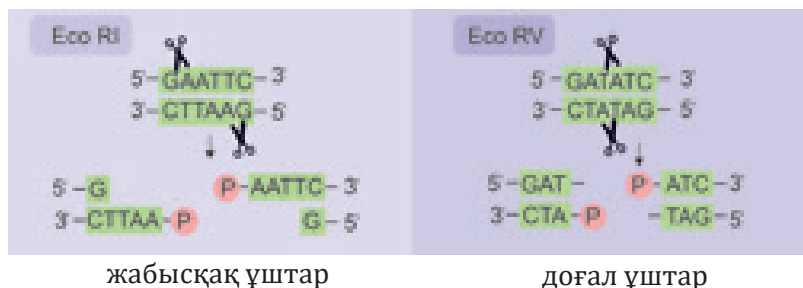 Eco RI
5-GAATTC-3
3-CTTAAG-5
5-G P-AATTC-3
3-CTTAA-P G-5
жабысқақ ұштар
Eco RV
5-GATATC-3
3-CTATAG-5
5-GAT- P-ATC-3
3-CTA-P -TAG-5
доғал ұштар